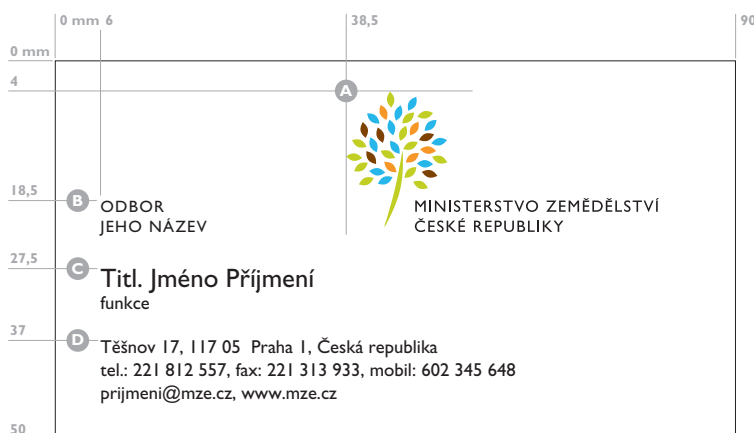 0 mm 6 38,5 90
0 mm
4
A
18,5
B
ODBOR
JEHO NÁZEV
MINISTERSTVO ZEMĚDĚLSTVÍ
ČESKÉ REPUBLIKY
27,5
C
Titl. Jméno Příjmení
funkce
37
D
Těšnov 17, 117 05 Praha 1, Česká republika
tel.: 221 812 557, fax: 221 313 933, mobil: 602 345 648
prijmeni@mze.cz, www.mze.cz
50